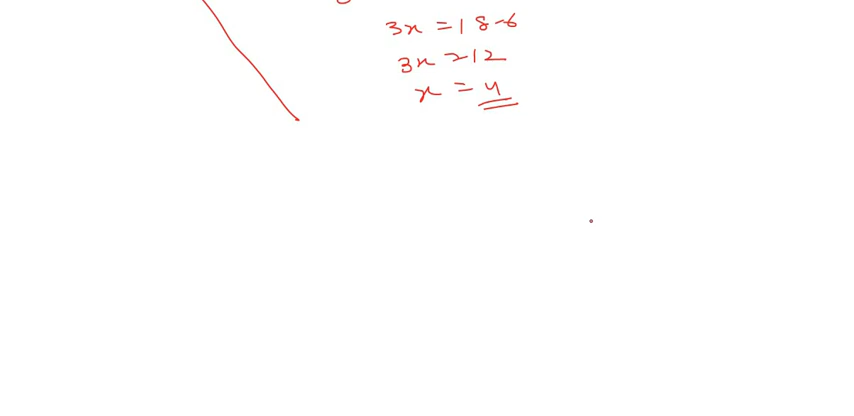 3x = 18-6
3x = 12
x = 4